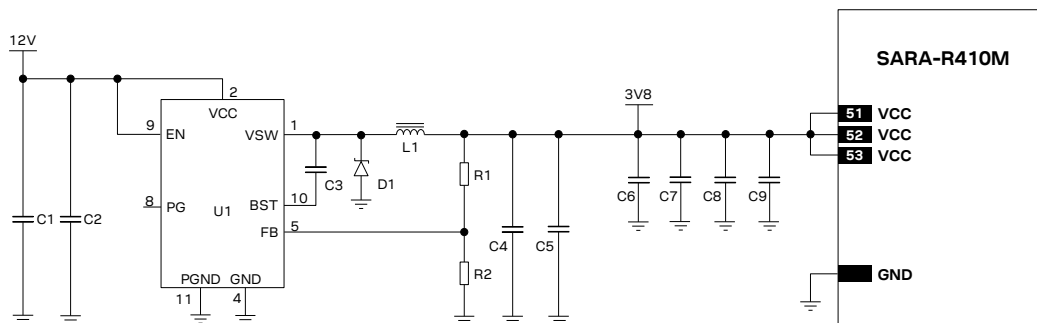 12V
SARA-R410M
3V8
2
VCC
9
EN
VSW
1
51 VCC
52 VCC
53 VCC
L1
C3
D1
R1
C6
C7
C8
C9
8
PG
U1
BST
10
C1
C2
FB
5
C4
C5
R2
PGND
GND
11
4
GND